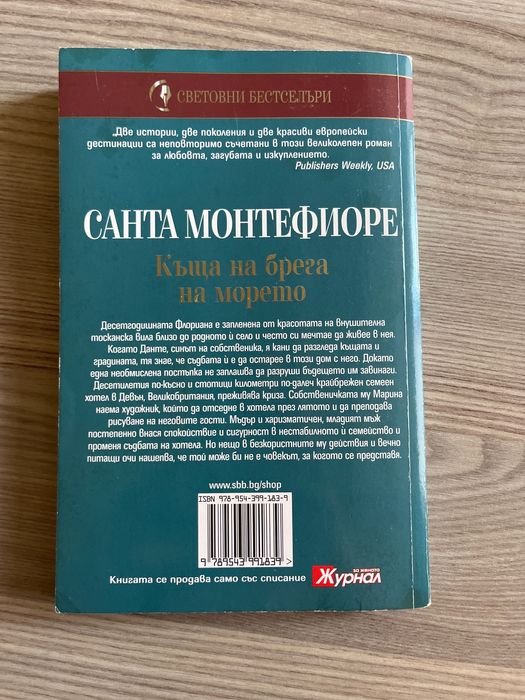 СВЕТОВНИ БЕСТСЕЛЪРИ
„Две истории, две поколения и две красиви европейски
дестинации са неповторимо съчетани в този великолепен роман
за любовта, загубата и изкуплението.
Publishers Weekly, USA
САНТА МОНТЕФИОРЕ
Къща на брега
на морето
Десетгодишната Флориана е запленена от красотата на внушителна
тосканска вила близо до родното ѝ село и често си мечтае да живее в нея.
Когато Данте, синът на собственика, я кани да разгледа къщата и
градината, тя знае, че съдбата ѝ е да остарее в този дом с него. Докато
една необмислена постъпка не заплашва да разруши бъдещето им завинаги.
Десетилетия по-късно и стотици километри по-далеч крайбрежен семеен
хотел в Девън, Великобритания, преживява криза. Собственичката му Марина
наема художник, който да отседне в хотела през лятото и да преподава
рисуване на неговите гости. Мъдър и харизматичен, младият мъж
постепенно внася спокойствие и сигурност в нестабилното ѝ семейство и
променя съдбата на хотела. Но нещо в безкористните му действия и вечно
питащи очи нашепва, че той може би не е човекът, за когото се представя.
www.sbb.bg/shop
ISBN 978-954-399-183-9
9 789543 991839 >
Книгата се продава само със списание
за жената
Журнал